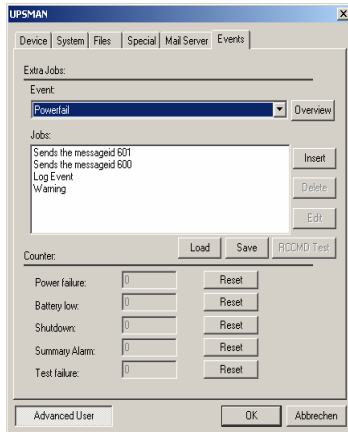 UPSMAN
Device System Files Special Mail Server Events
Extra Jobs:
Event:
Powerfail Overview
Jobs:
Sends the messageid 601
Sends the messageid 600
Log Event
Warning
Insert
Delete
Edit
Load Save RCCMD Test
Counter:
Power failure: 0 Reset
Battery low: 0 Reset
Shutdown: 0 Reset
Summary Alarm: 0 Reset
Test failure: 0 Reset
Advanced User OK Abbrechen